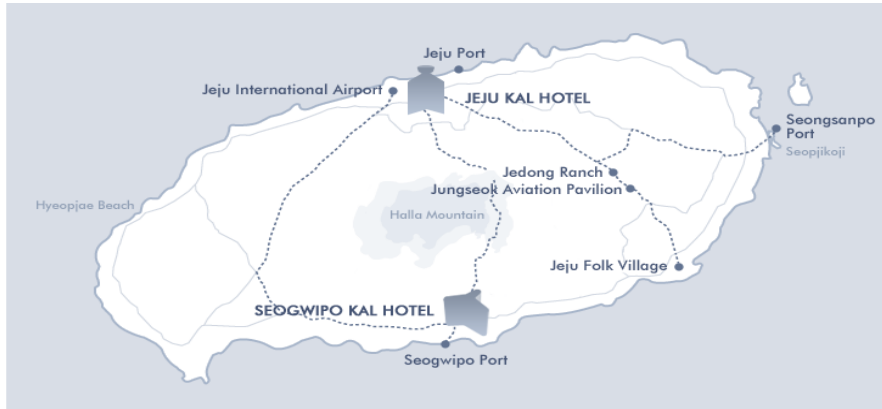 Jeju Port
Jeju International Airport
JEJU KAL HOTEL
Seongsanpo
Port
Seopjikoji
Jedong Ranch
Jungseok Aviation Pavilion
Hyeopjae Beach
Halla Mountain
Jeju Folk Village
SEOGWIPO KAL HOTEL
Seogwipo Port